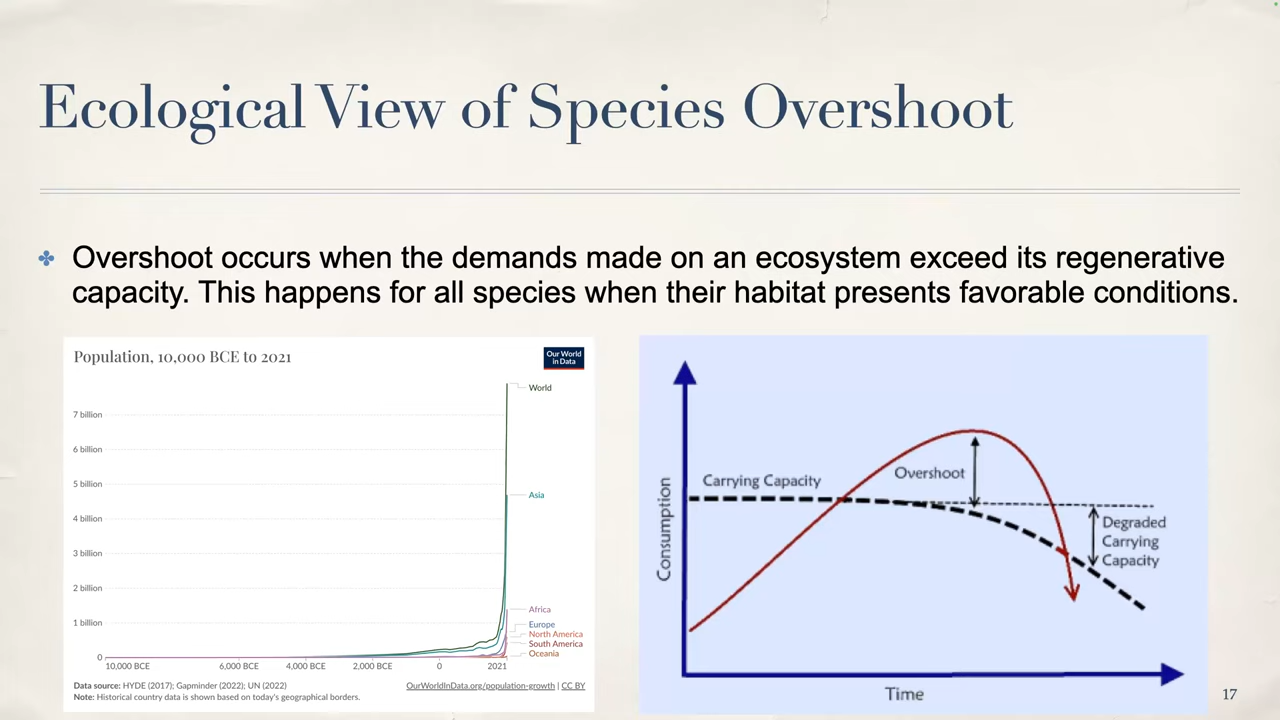 Ecological View of Species Overshoot
✤ Overshoot occurs when the demands made on an ecosystem exceed its regenerative
capacity. This happens for all species when their habitat presents favorable conditions.
Population, 10,000 BCE to 2021
Our World
in Data
World
7 billion
6 billion
5 billion
Asia
4 billion
3 billion
2 billion
Africa
1 billion
Europe
North America
South America
Oceania
0
10,000 BCE
6,000 BCE
4,000 BCE
2,000 BCE
0
2021
Data source: HYDE (2017); Gapminder (2022); UN (2022)
OurWorldInData.org/population-growth | CC BY
Note: Historical country data is shown based on today's geographical borders.
Consumption
Carrying Capacity
Overshoot
Degraded
Carrying
Capacity
Time
17